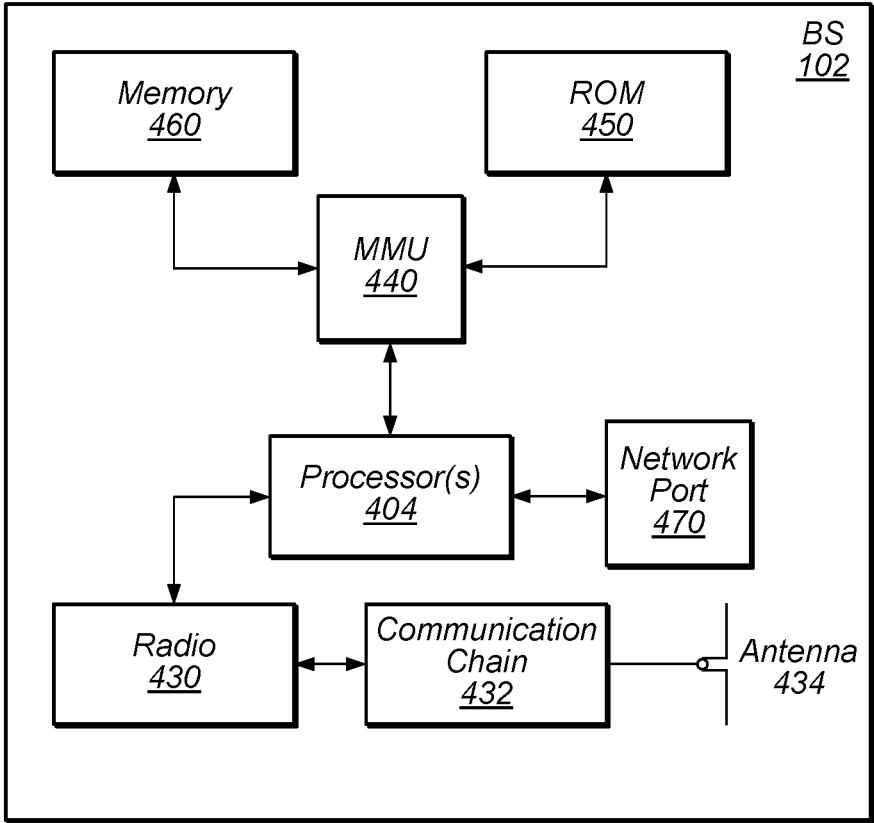 BS
102
Memory
460
ROM
450
MMU
440
Processor(s)
404
Network
Port
470
Radio
430
Communication
Chain
432
Antenna
434